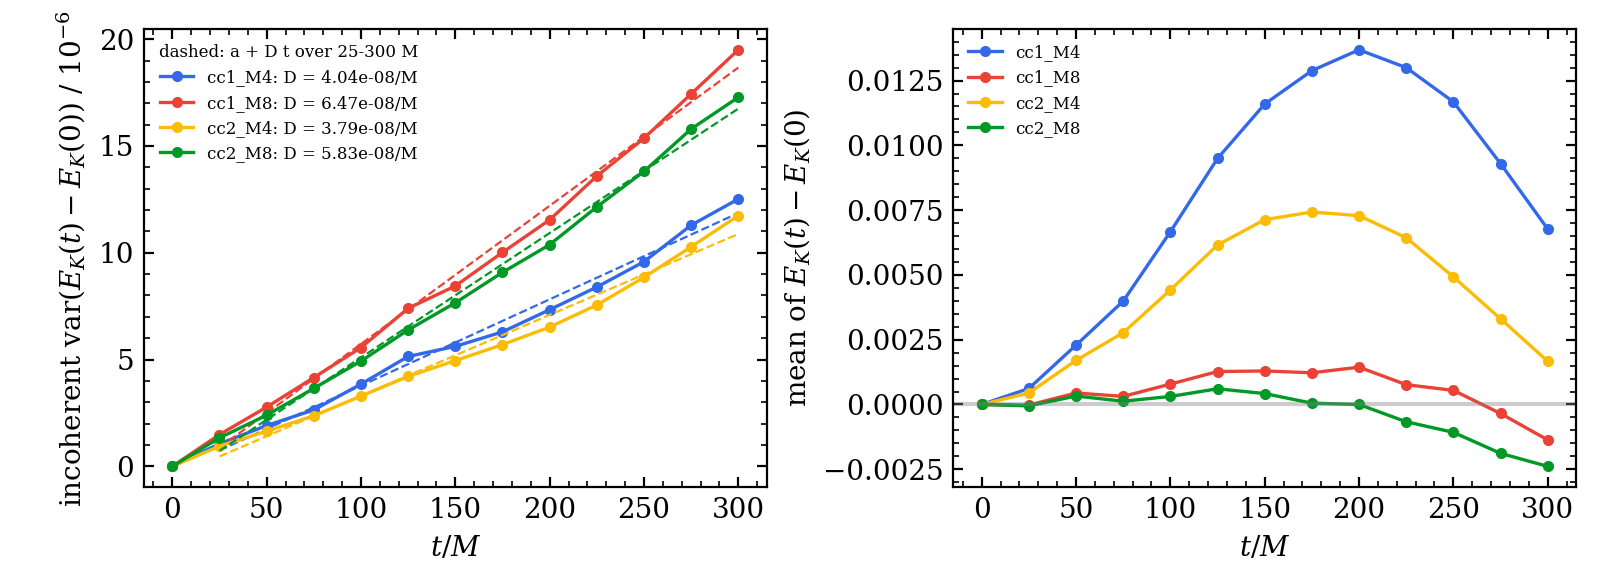 incoherent var(E_K(t) − E_K(0)) / 10⁻⁶
20
15
10
5
0
dashed: a + D t over 25-300 M
cc1_M4: D = 4.04e-08/M
cc1_M8: D = 6.47e-08/M
cc2_M4: D = 3.79e-08/M
cc2_M8: D = 5.83e-08/M
0 50 100 150 200 250 300
t/M
mean of E_K(t) − E_K(0)
0.0125
0.0100
0.0075
0.0050
0.0025
0.0000
−0.0025
cc1_M4
cc1_M8
cc2_M4
cc2_M8
0 50 100 150 200 250 300
t/M